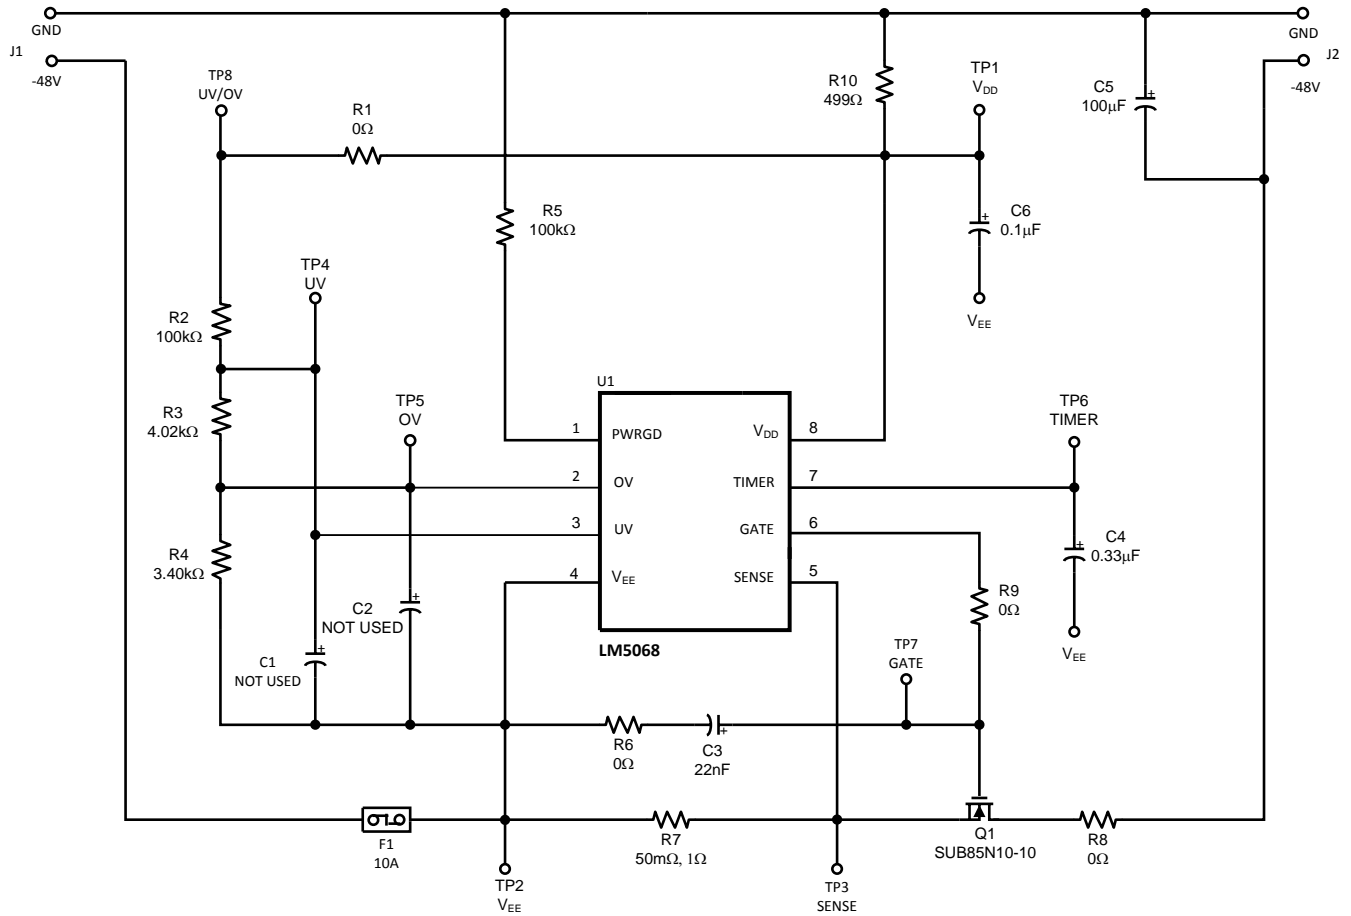 GND
J1
-48V
TP8
UV/OV
R1
0Ω
R10
499Ω
TP1
VDD
C5
100μF
+
GND
J2
-48V
R5
100kΩ
C6
0.1μF
+
VEE
TP4
UV
R2
100kΩ
R3
4.02kΩ
TP5
OV
U1
TP6
TIMER
1
PWRGD
VDD
8
2
OV
TIMER
7
3
UV
GATE
6
4
VEE
SENSE
5
LM5068
R4
3.40kΩ
C2
NOT USED
+
C1
NOT USED
+
R9
0Ω
C4
0.33μF
+
VEE
TP7
GATE
R6
0Ω
C3
22nF
+
F1
10A
R7
50mΩ, 1Ω
Q1
SUB85N10-10
R8
0Ω
TP2
VEE
TP3
SENSE